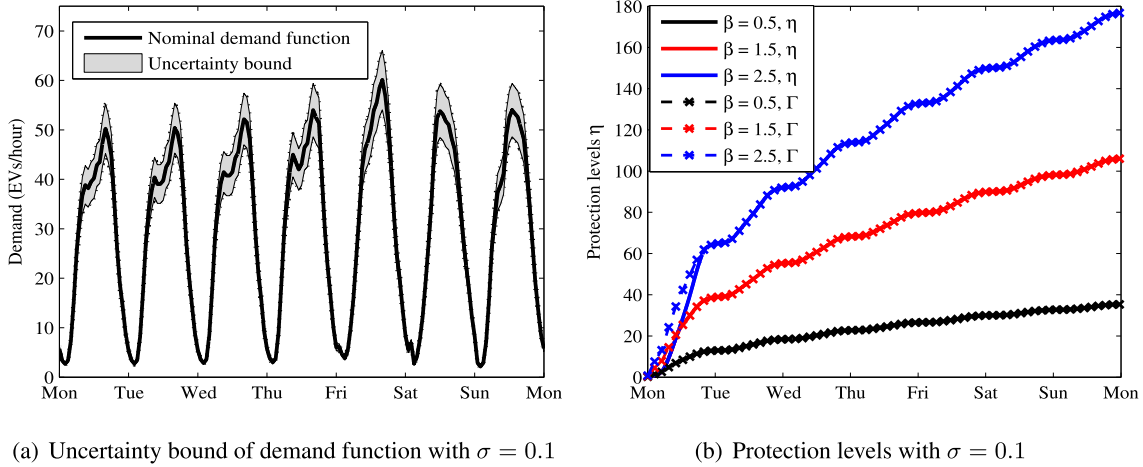 70
60
50
40
30
20
10
0
Demand (EVs/hour)
Nominal demand function
Uncertainty bound
Mon Tue Wed Thu Fri Sat Sun Mon
(a) Uncertainty bound of demand function with σ = 0.1
180
160
140
120
100
80
60
40
20
0
Protection levels η
β = 0.5, η
β = 1.5, η
β = 2.5, η
β = 0.5, Γ
β = 1.5, Γ
β = 2.5, Γ
Mon Tue Wed Thu Fri Sat Sun Mon
(b) Protection levels with σ = 0.1